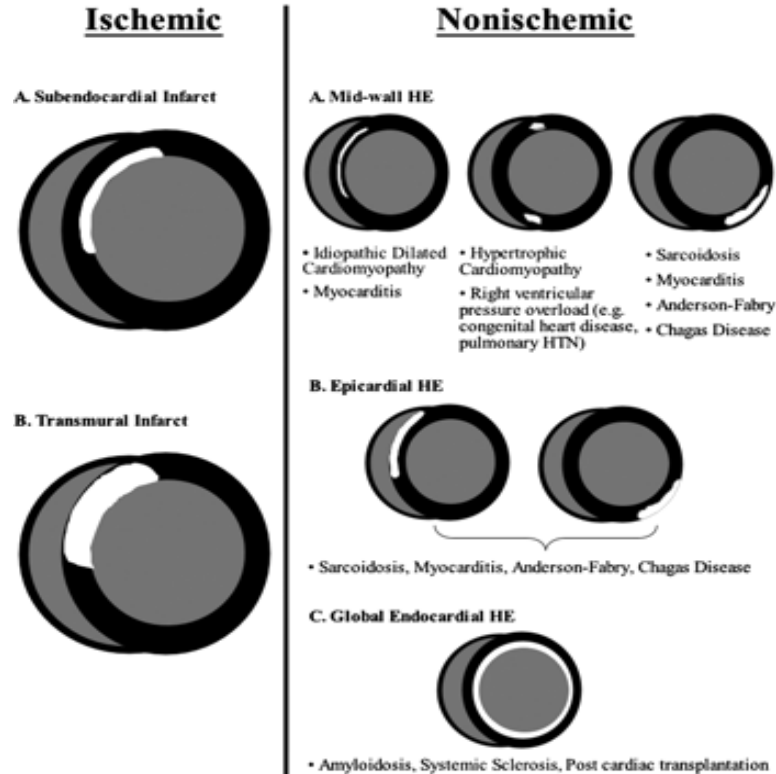 Ischemic
A. Subendocardial Infarct
B. Transmural Infarct
Nonischemic
A. Mid-wall HE
• Idiopathic Dilated
Cardiomyopathy
• Myocarditis
• Hypertrophic
Cardiomyopathy
• Right ventricular
pressure overload (e.g.
congenital heart disease,
pulmonary HTN)
• Sarcoidosis
• Myocarditis
• Anderson-Fabry
• Chagas Disease
B. Epicardial HE
• Sarcoidosis, Myocarditis, Anderson-Fabry, Chagas Disease
C. Global Endocardial HE
• Amyloidosis, Systemic Sclerosis, Post cardiac transplantation